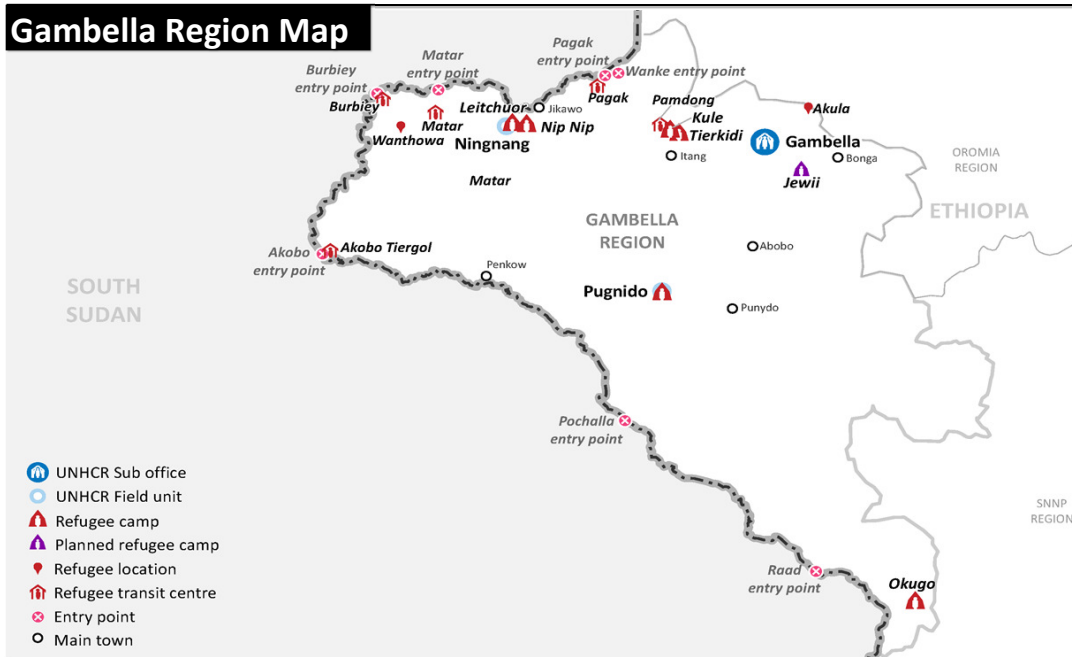 Gambella Region Map
Burbiey
entry point
Matar
entry point
Pagak
entry point
Wanke entry point
Burbiey
Matar
Wanthowa
Leitchuor
Jikawo
Nip Nip
Ningnang
Pagak
Pamdong
Kule
Tierkidi
Itang
Akula
Gambella
Bonga
Jewii
OROMIA
REGION
ETHIOPIA
Matar
GAMBELLA
REGION
Abobo
Akobo
entry point
Akobo Tiergol
Penkow
SOUTH
SUDAN
Pugnido
Punydo
Pochalla
entry point
SNNP
REGION
Raad
entry point
Okugo
UNHCR Sub office
UNHCR Field unit
Refugee camp
Planned refugee camp
Refugee location
Refugee transit centre
Entry point
Main town